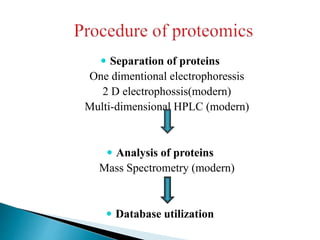 Procedure of proteomics
• Separation of proteins
One dimentional electrophoressis
2 D electrophossis(modern)
Multi-dimensional HPLC (modern)
• Analysis of proteins
Mass Spectrometry (modern)
• Database utilization